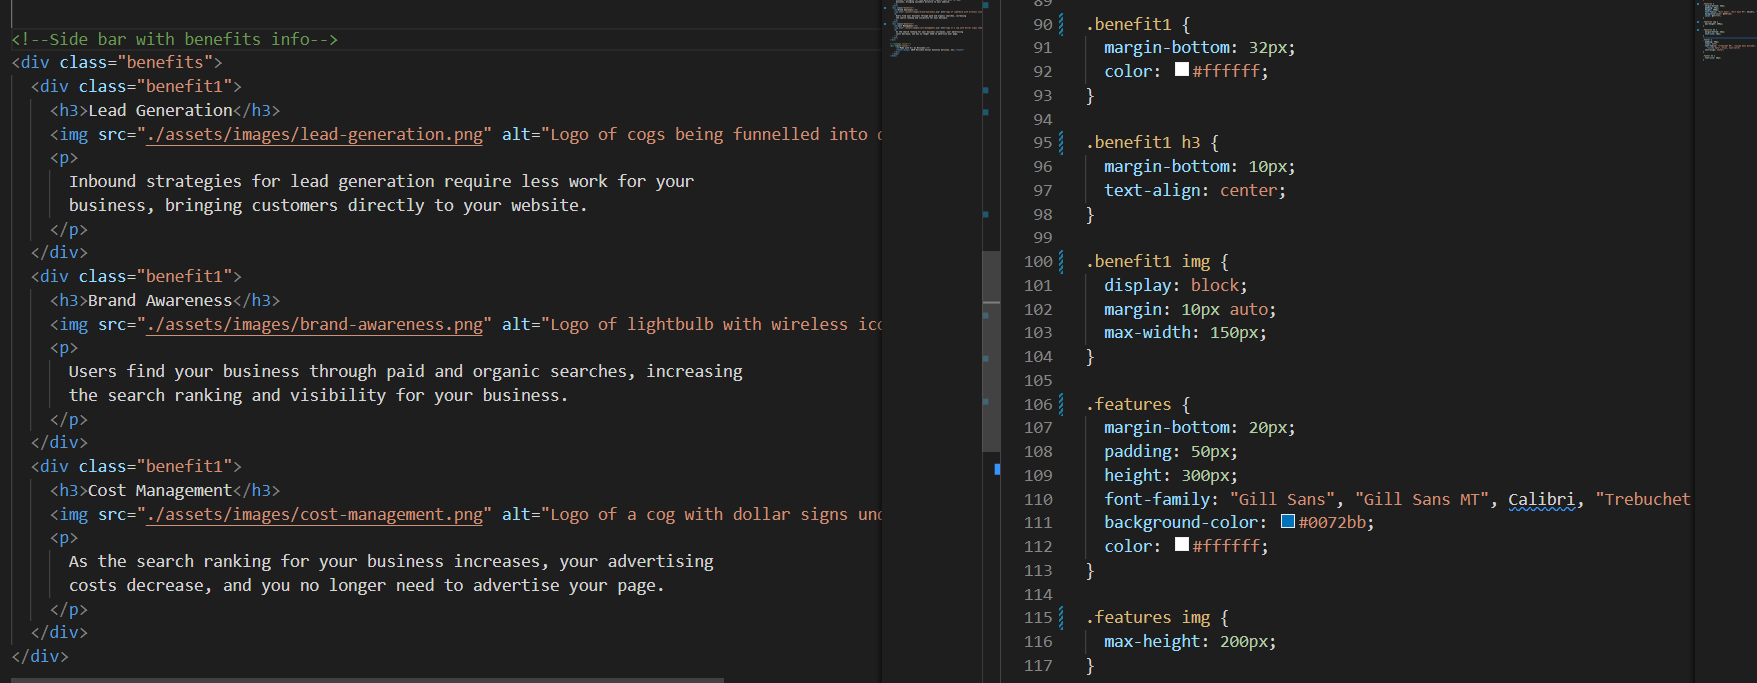 <!--Side bar with benefits info-->
<div class="benefits">
<div class="benefit1">
<h3>Lead Generation</h3>
<img src="./assets/images/lead-generation.png" alt="Logo of cogs being funnelled into
<p>
Inbound strategies for lead generation require less work for your
business, bringing customers directly to your website.
</p>
</div>
<div class="benefit1">
<h3>Brand Awareness</h3>
<img src="./assets/images/brand-awareness.png" alt="Logo of lightbulb with wireless ico
<p>
Users find your business through paid and organic searches, increasing
the search ranking and visibility for your business.
</p>
</div>
<div class="benefit1">
<h3>Cost Management</h3>
<img src="./assets/images/cost-management.png" alt="Logo of a cog with dollar signs und
<p>
As the search ranking for your business increases, your advertising
costs decrease, and you no longer need to advertise your page.
</p>
</div>
</div>
89
90 .benefit1 {
91 margin-bottom: 32px;
92 color: #ffffff;
93 }
94
95 .benefit1 h3 {
96 margin-bottom: 10px;
97 text-align: center;
98 }
99
100 .benefit1 img {
101 display: block;
102 margin: 10px auto;
103 max-width: 150px;
104 }
105
106 .features {
107 margin-bottom: 20px;
108 padding: 50px;
109 height: 300px;
110 font-family: "Gill Sans", "Gill Sans MT", Calibri, "Trebuchet
111 background-color: #0072bb;
112 color: #ffffff;
113 }
114
115 .features img {
116 max-height: 200px;
117 }